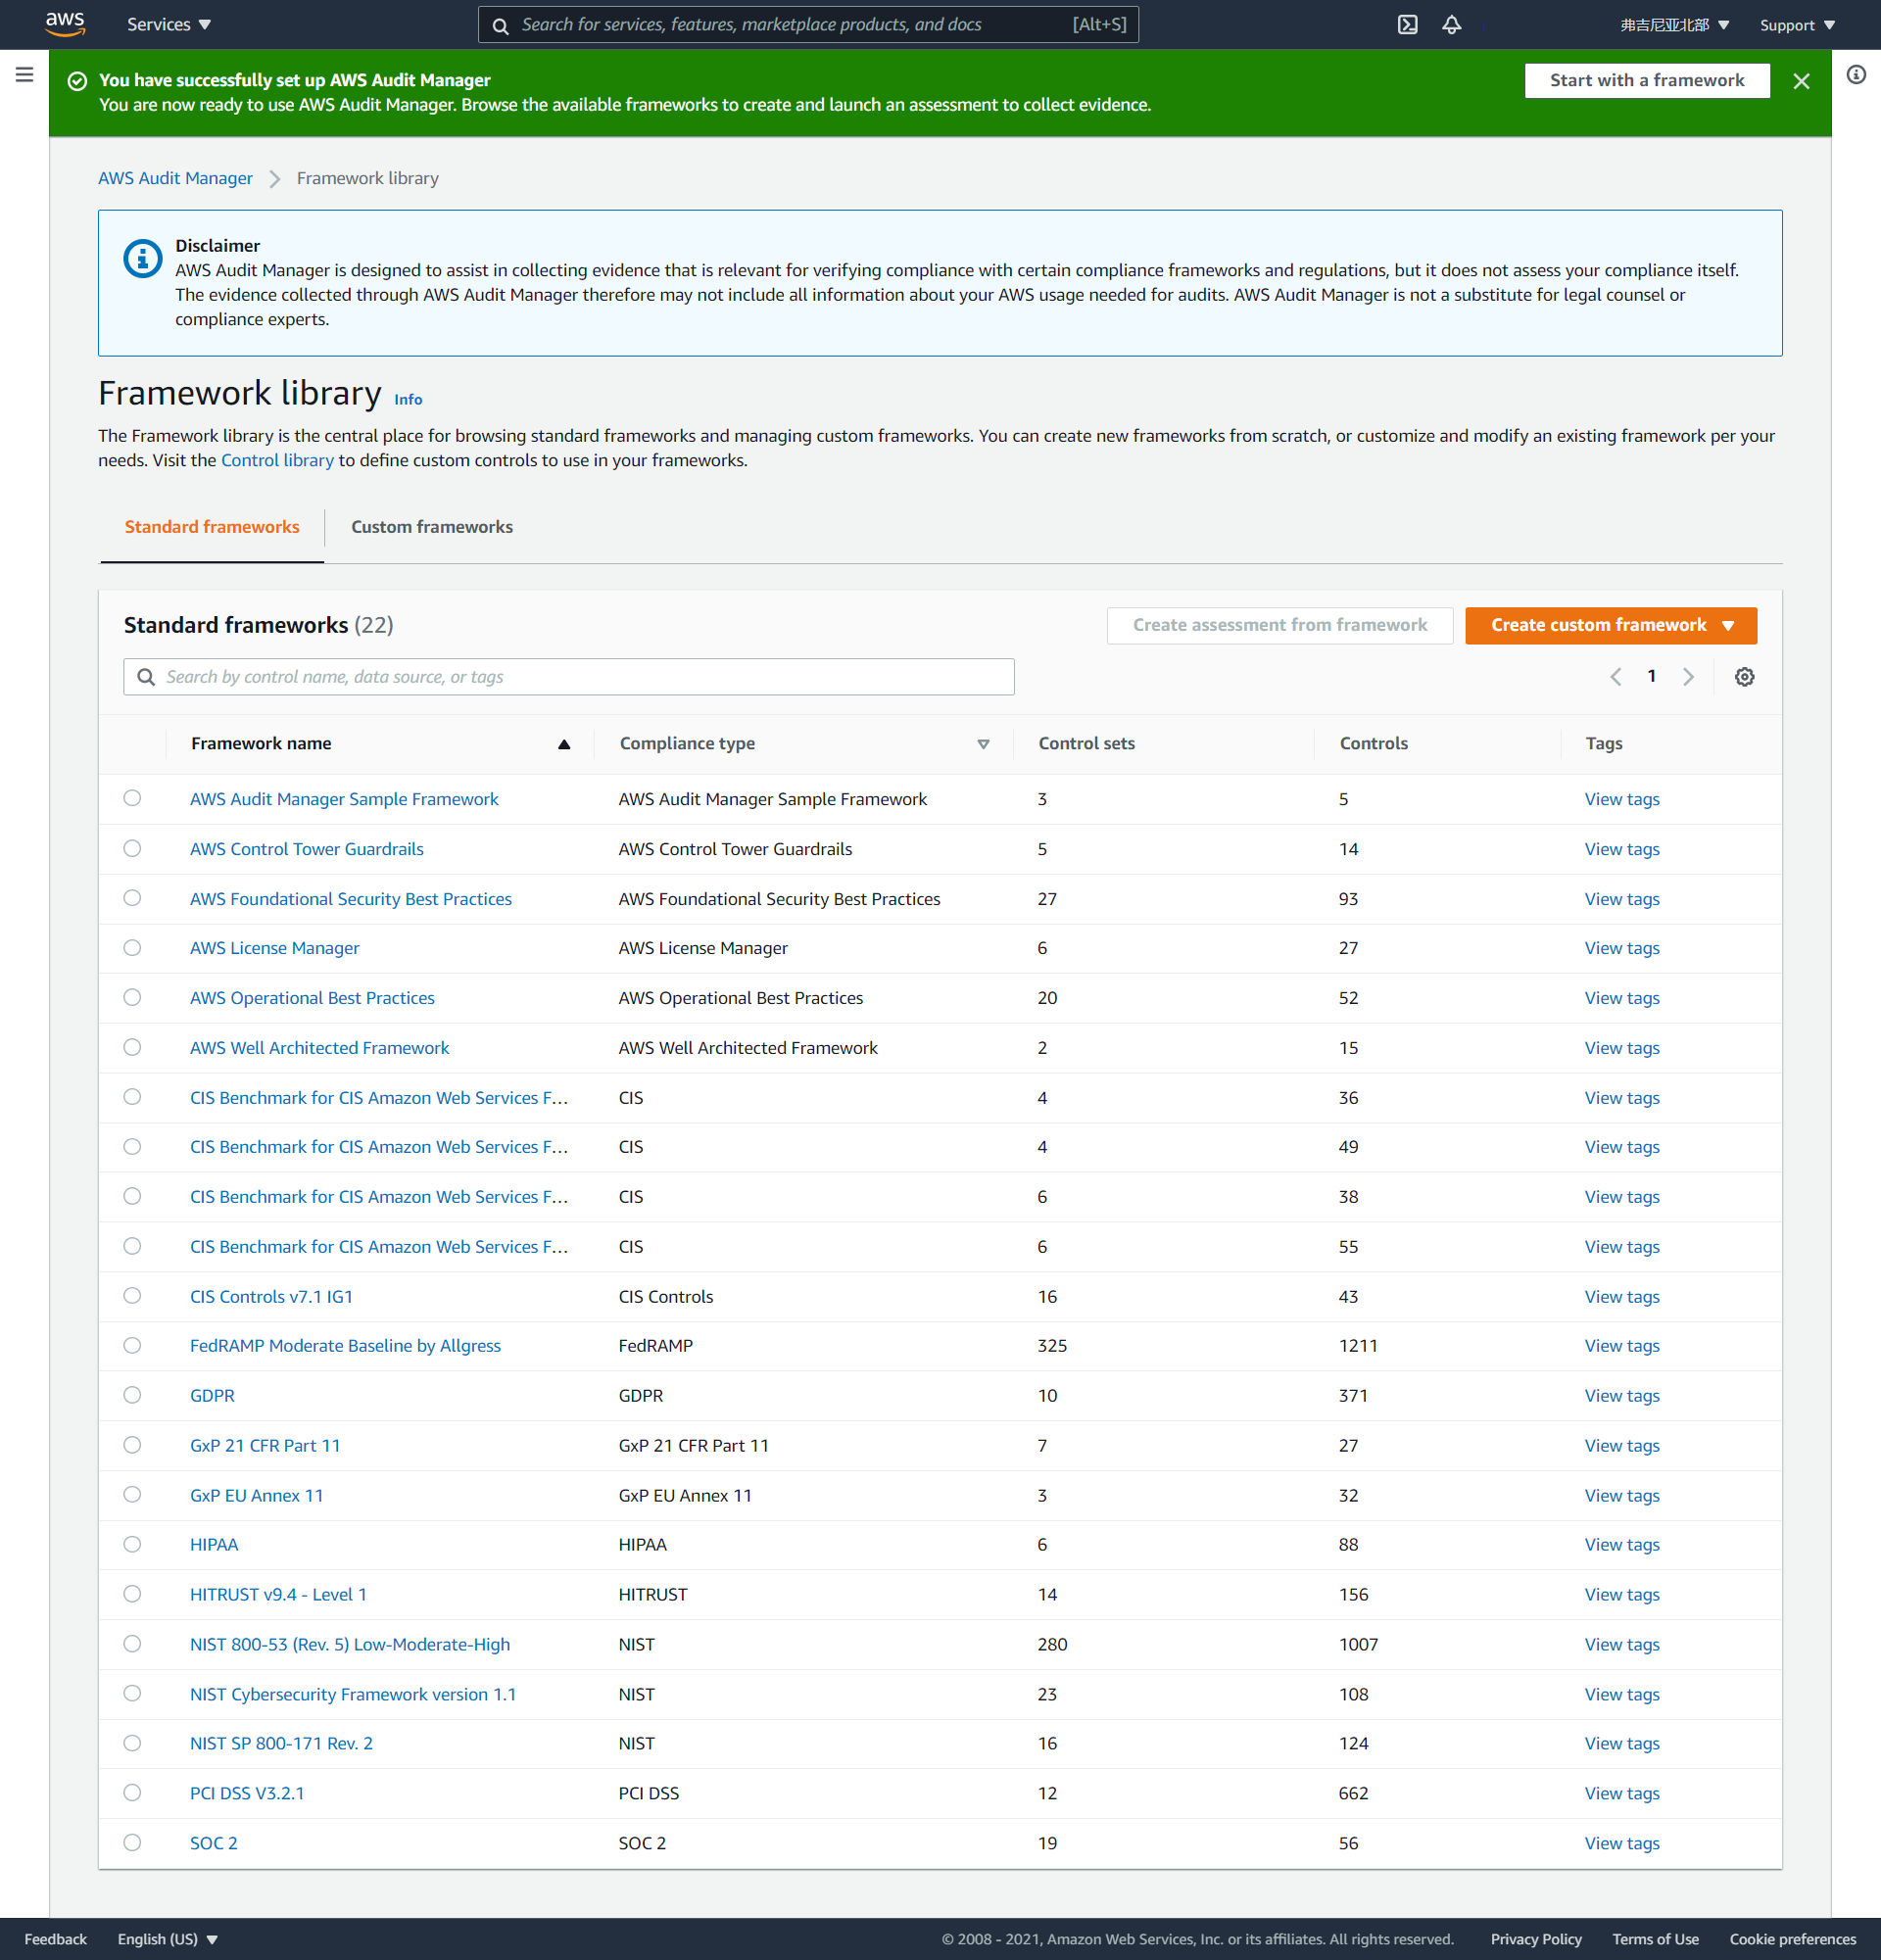 aws Services Search for services, features, marketplace products, and docs [Alt+S] 弗吉尼亚北部 Support
You have successfully set up AWS Audit Manager
You are now ready to use AWS Audit Manager. Browse the available frameworks to create and launch an assessment to collect evidence.
Start with a framework
AWS Audit Manager Framework library
Disclaimer
AWS Audit Manager is designed to assist in collecting evidence that is relevant for verifying compliance with certain compliance frameworks and regulations, but it does not assess your compliance itself.
The evidence collected through AWS Audit Manager therefore may not include all information about your AWS usage needed for audits. AWS Audit Manager is not a substitute for legal counsel or
compliance experts.
Framework library Info
The Framework library is the central place for browsing standard frameworks and managing custom frameworks. You can create new frameworks from scratch, or customize and modify an existing framework per your
needs. Visit the Control library to define custom controls to use in your frameworks.
Standard frameworks Custom frameworks
Standard frameworks (22) Create assessment from framework Create custom framework
Search by control name, data source, or tags 1
Framework name Compliance type Control sets Controls Tags
AWS Audit Manager Sample Framework AWS Audit Manager Sample Framework 3 5 View tags
AWS Control Tower Guardrails AWS Control Tower Guardrails 5 14 View tags
AWS Foundational Security Best Practices AWS Foundational Security Best Practices 27 93 View tags
AWS License Manager AWS License Manager 6 27 View tags
AWS Operational Best Practices AWS Operational Best Practices 20 52 View tags
AWS Well Architected Framework AWS Well Architected Framework 2 15 View tags
CIS Benchmark for CIS Amazon Web Services F... CIS 4 36 View tags
CIS Benchmark for CIS Amazon Web Services F... CIS 4 49 View tags
CIS Benchmark for CIS Amazon Web Services F... CIS 6 38 View tags
CIS Benchmark for CIS Amazon Web Services F... CIS 6 55 View tags
CIS Controls v7.1 IG1 CIS Controls 16 43 View tags
FedRAMP Moderate Baseline by Allgress FedRAMP 325 1211 View tags
GDPR GDPR 10 371 View tags
GxP 21 CFR Part 11 GxP 21 CFR Part 11 7 27 View tags
GxP EU Annex 11 GxP EU Annex 11 3 32 View tags
HIPAA HIPAA 6 88 View tags
HITRUST v9.4 - Level 1 HITRUST 14 156 View tags
NIST 800-53 (Rev. 5) Low-Moderate-High NIST 280 1007 View tags
NIST Cybersecurity Framework version 1.1 NIST 23 108 View tags
NIST SP 800-171 Rev. 2 NIST 16 124 View tags
PCI DSS V3.2.1 PCI DSS 12 662 View tags
SOC 2 SOC 2 19 56 View tags
Feedback English (US) © 2008 - 2021, Amazon Web Services, Inc. or its affiliates. All rights reserved. Privacy Policy Terms of Use Cookie preferences